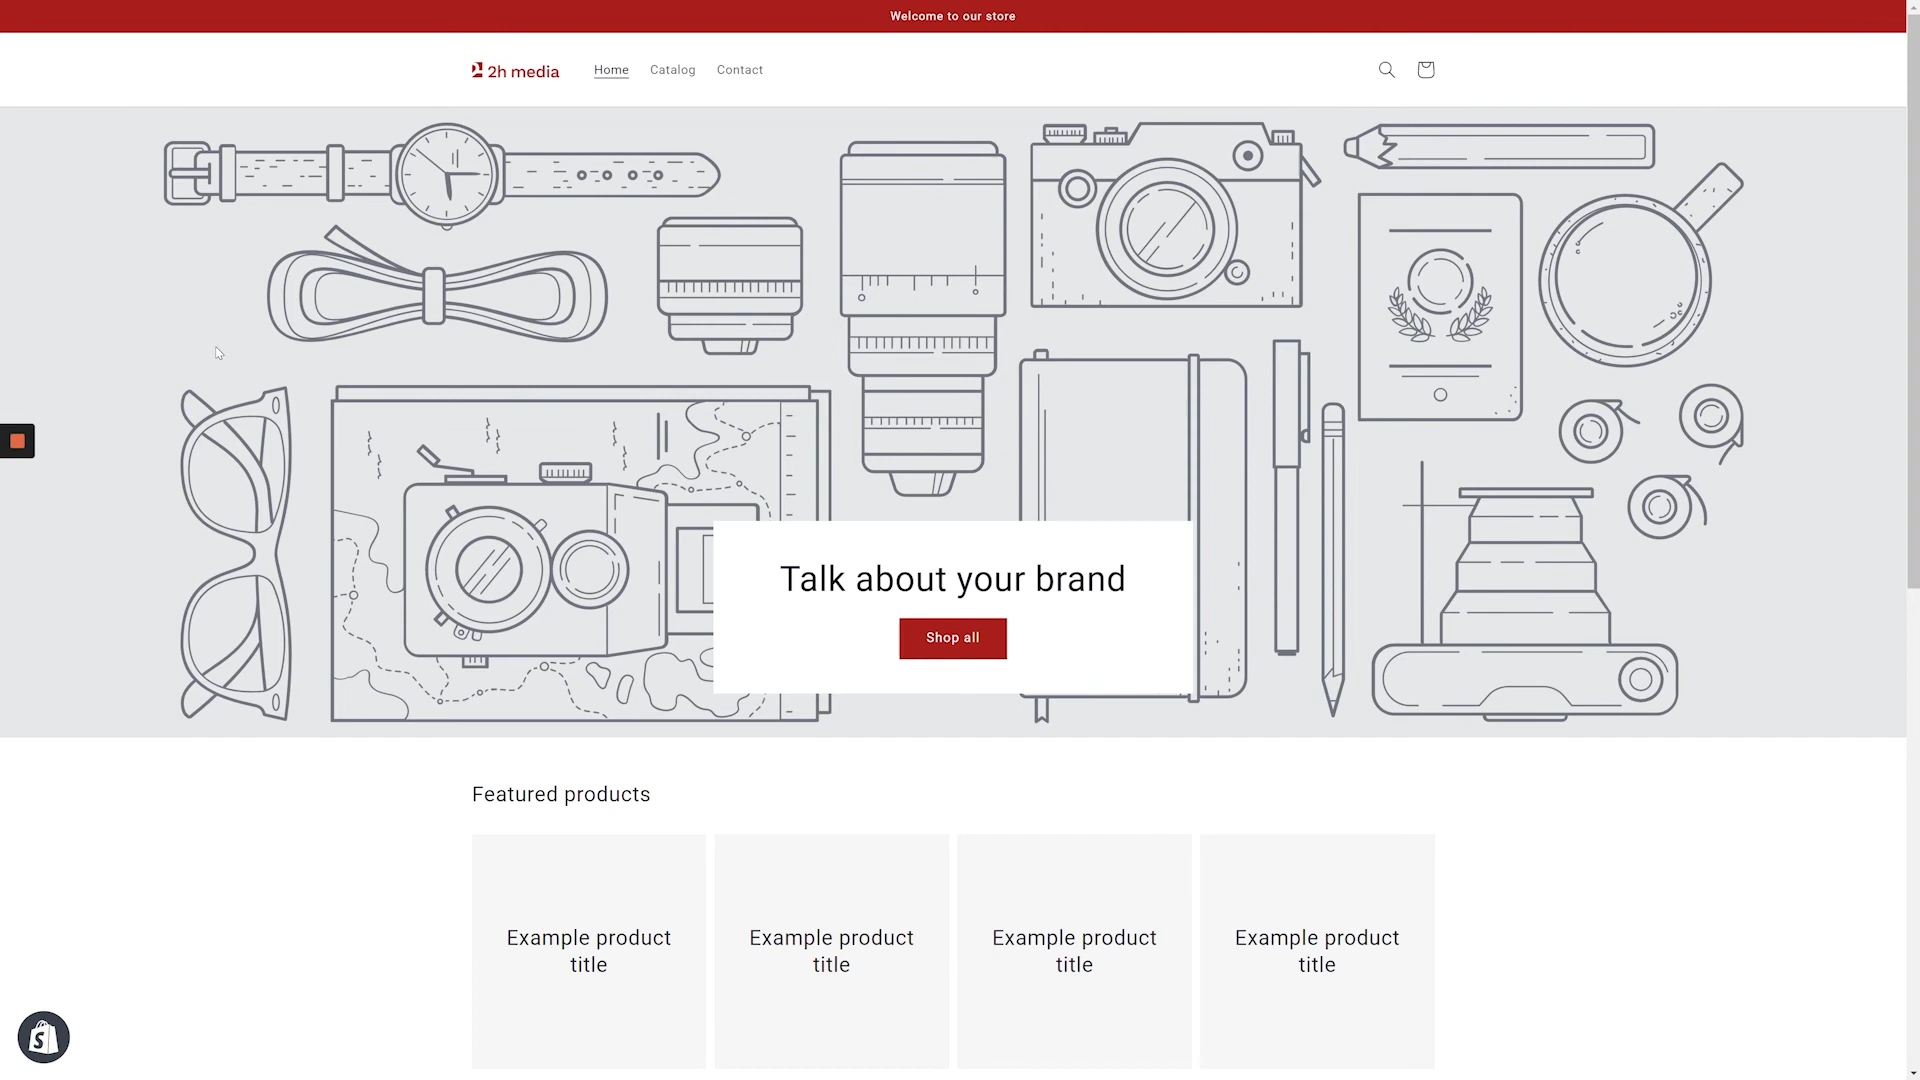 Welcome to our store
2h media
Home
Catalog
Contact
Talk about your brand
Shop all
Featured products
Example product
title
Example product
title
Example product
title
Example product
title